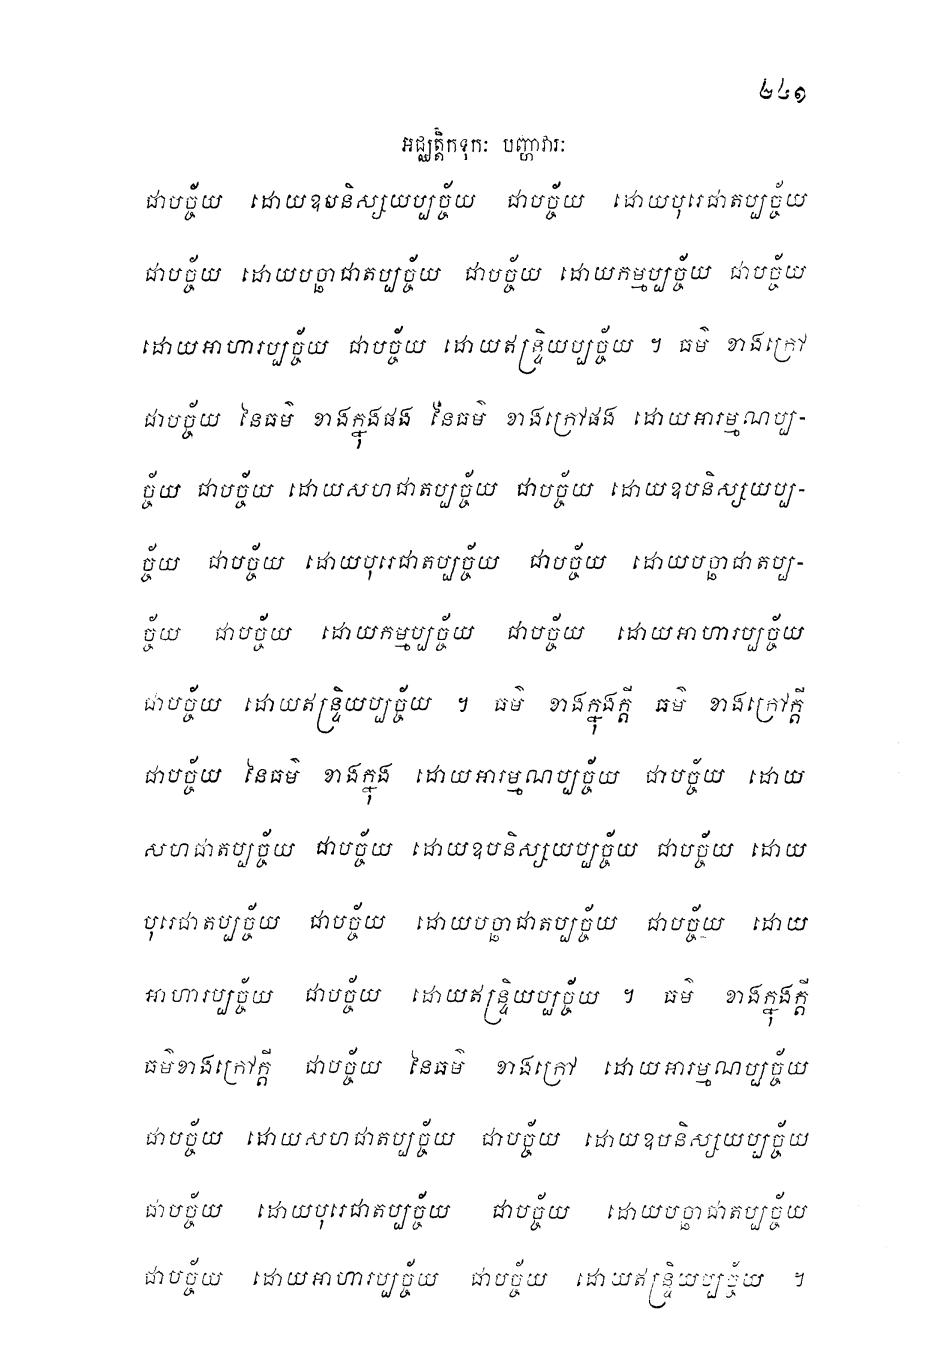 ២៤១
អជ្ឈត្តិកទុកៈ បញ្ហាវារៈ
ជាបច្ច័យ ដោយឧបនិស្សយប្បច្ច័យ ជាបច្ច័យ ដោយបុរេជាតប្បច្ច័យ
ជាបច្ច័យ ដោយបច្ឆាជាតប្បច្ច័យ ជាបច្ច័យ ដោយកម្មប្បច្ច័យ ជាបច្ច័យ
ដោយអាហារប្បច្ច័យ ជាបច្ច័យ ដោយឥន្ទ្រិយប្បច្ច័យ ។ ធម៌ ខាងក្រៅ
ជាបច្ច័យ នៃធម៌ ខាងក្នុងផង នៃធម៌ ខាងក្រៅផង ដោយអារម្មណប្ប-
ច្ច័យ ជាបច្ច័យ ដោយសហជាតប្បច្ច័យ ជាបច្ច័យ ដោយឧបនិស្សយប្ប-
ច្ច័យ ជាបច្ច័យ ដោយបុរេជាតប្បច្ច័យ ជាបច្ច័យ ដោយបច្ឆាជាតប្ប-
ច្ច័យ ជាបច្ច័យ ដោយកម្មប្បច្ច័យ ជាបច្ច័យ ដោយអាហារប្បច្ច័យ
ជាបច្ច័យ ដោយឥន្ទ្រិយប្បច្ច័យ ។ ធម៌ ខាងក្នុងក្តី ធម៌ ខាងក្រៅក្តី
ជាបច្ច័យ នៃធម៌ ខាងក្នុង ដោយអារម្មណប្បច្ច័យ ជាបច្ច័យ ដោយ
សហជាតប្បច្ច័យ ជាបច្ច័យ ដោយឧបនិស្សយប្បច្ច័យ ជាបច្ច័យ ដោយ
បុរេជាតប្បច្ច័យ ជាបច្ច័យ ដោយបច្ឆាជាតប្បច្ច័យ ជាបច្ច័យ ដោយ
អាហារប្បច្ច័យ ជាបច្ច័យ ដោយឥន្ទ្រិយប្បច្ច័យ ។ ធម៌ ខាងក្នុងក្តី
ធម៌ខាងក្រៅក្តី ជាបច្ច័យ នៃធម៌ ខាងក្រៅ ដោយអារម្មណប្បច្ច័យ
ជាបច្ច័យ ដោយសហជាតប្បច្ច័យ ជាបច្ច័យ ដោយឧបនិស្សយប្បច្ច័យ
ជាបច្ច័យ ដោយបុរេជាតប្បច្ច័យ ជាបច្ច័យ ដោយបច្ឆាជាតប្បច្ច័យ
ជាបច្ច័យ ដោយអាហារប្បច្ច័យ ជាបច្ច័យ ដោយឥន្ទ្រិយប្បច្ច័យ ។